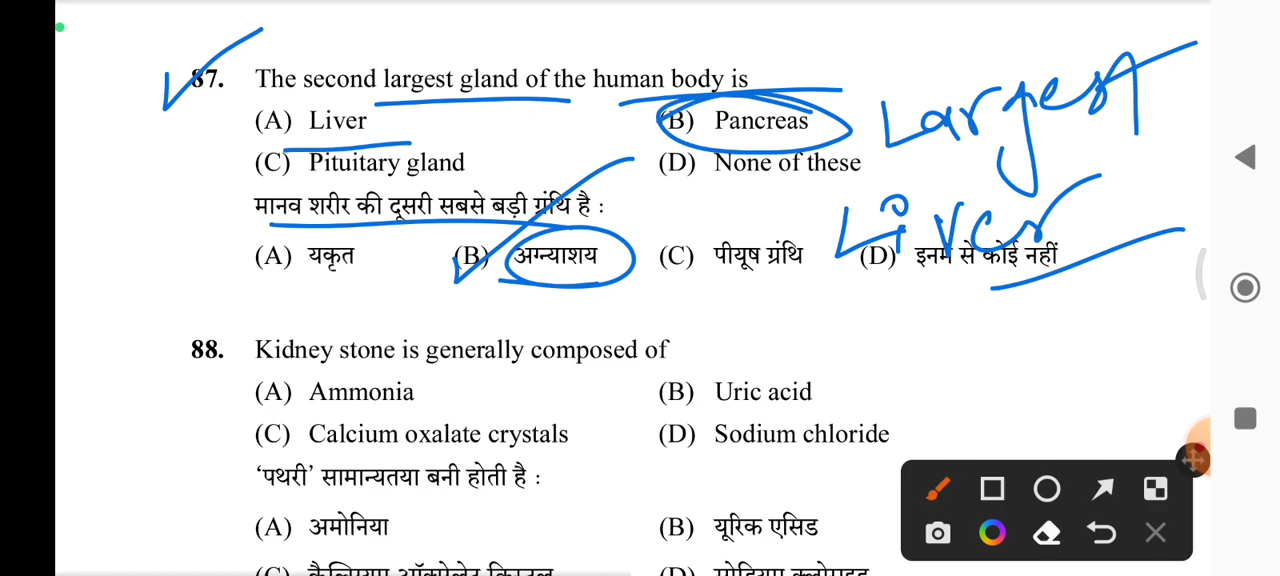 87. The second largest gland of the human body is
(A) Liver (B) Pancreas
(C) Pituitary gland (D) None of these
Largest
Liver
मानव शरीर की दूसरी सबसे बड़ी ग्रंथि है :
(A) यकृत (B) अग्न्याशय (C) पीयूष ग्रंथि (D) इनमें से कोई नहीं
88. Kidney stone is generally composed of
(A) Ammonia (B) Uric acid
(C) Calcium oxalate crystals (D) Sodium chloride
‘पथरी’ सामान्यतया बनी होती है :
(A) अमोनिया (B) यूरिक एसिड